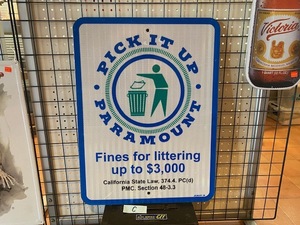 PICK IT UP
PARAMOUNT
Fines for littering
up to $3,000
California State Law, 374.4. PC(d)
PMC. Section 48-3.3
Victoria